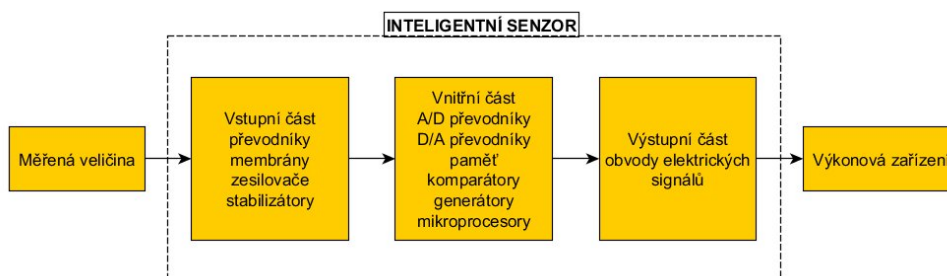 INTELIGENTNÍ SENZOR
Měřená veličina
Vstupní část
převodníky
membrány
zesilovače
stabilizátory
Vnitřní část
A/D převodníky
D/A převodníky
paměť
komparátory
generátory
mikroprocesory
Výstupní část
obvody elektrických
signálů
Výkonová zařízení